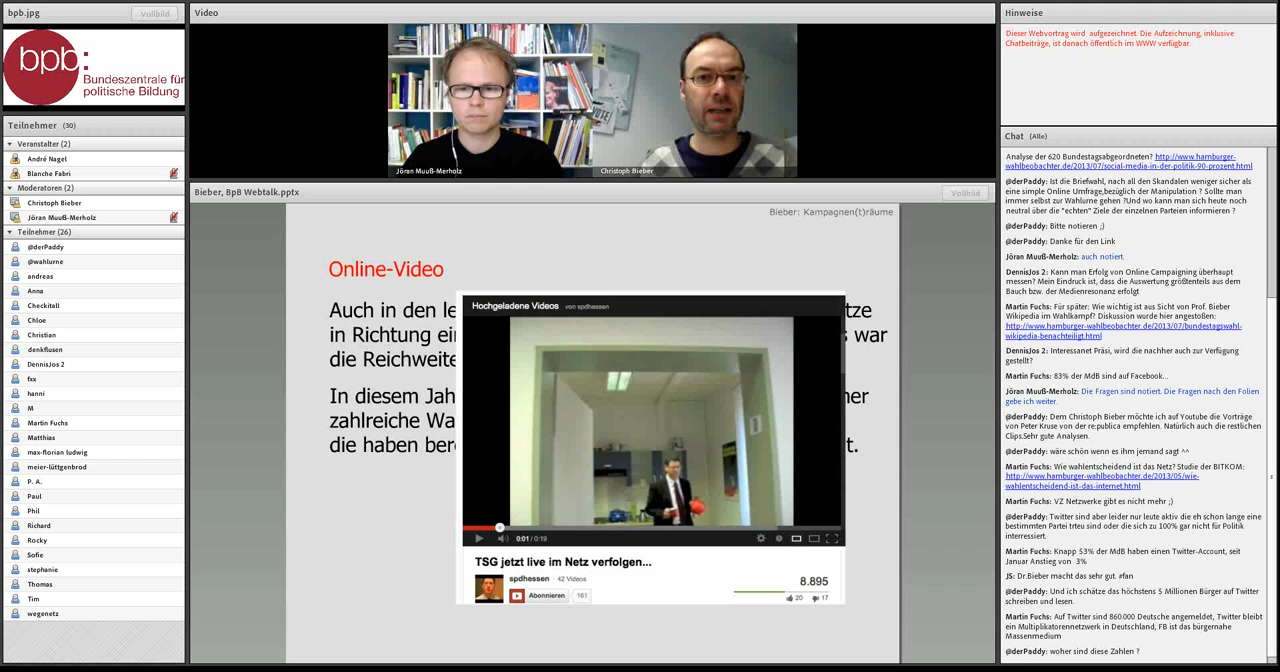 bpb.jpg
Vollbild
bpb:
Bundeszentrale für
politische Bildung
Teilnehmer (30)
Veranstalter (2)
André Nagel
Blanche Fabri
Moderatoren (2)
Christoph Bieber
Jöran Muuß-Merholz
Teilnehmer (26)
@derPaddy
@wahlurne
andreas
Anna
Checkitall
Chloe
Christian
denkflusen
DennisJos 2
fxx
hanni
M
Martin Fuchs
Matthias
max-florian ludwig
meier-lüttgenbrod
P. A.
Paul
Phil
Richard
Rocky
Sofie
stephanie
Thomas
Tim
wegenetz
Video
VOTE
Jöran Muuß-Merholz
Christoph Bieber
Bieber, BpB Webtalk.pptx
Vollbild
Bieber: Kampagnen(t)räume
Online-Video
Auch in den le
tze
in Richtung ei
s war
die Reichweite
In diesem Jah
ner
zahlreiche Wa
die haben ber
t.
Hochgeladene Videos von spdhessen
0:01 / 0:19
TSG jetzt live im Netz verfolgen...
spdhessen · 42 Videos
8.895
Abonnieren 161
20 17
Hinweise
Dieser Webvortrag wird aufgezeichnet. Die Aufzeichnung, inklusive
Chatbeiträge, ist danach öffentlich im WWW verfügbar.
Chat (Alle)
Analyse der 620 Bundestagsabgeordneten? http://www.hamburger-
wahlbeobachter.de/2013/07/social-media-in-der-politik-90-prozent.html
@derPaddy: Ist die Briefwahl, nach all den Skandalen weniger sicher als
eine simple Online Umfrage,bezüglich der Manipulation ? Sollte man
immer selbst zur Wahlurne gehen ?Und wo kann man sich heute noch
neutral über die "echten" Ziele der einzelnen Parteien informieren ?
@derPaddy: Bitte notieren ;)
@derPaddy: Danke für den Link
Jöran Muuß-Merholz: auch notiert.
DennisJos 2: Kann man Erfolg von Online Campaigning überhaupt
messen? Mein Eindruck ist, dass die Auswertung größtenteils aus dem
Bauch bzw. der Medienresonanz erfolgt
Martin Fuchs: Für später: Wie wichtig ist aus Sicht von Prof. Bieber
Wikipedia im Wahlkampf? Diskussion wurde hier angestoßen:
http://www.hamburger-wahlbeobachter.de/2013/07/bundestagswahl-
wikipedia-benachteiligt.html
DennisJos 2: Interessanet Präsi, wird die nachher auch zur Verfügung
gestellt?
Martin Fuchs: 83% der MdB sind auf Facebook...
Jöran Muuß-Merholz: Die Fragen sind notiert. Die Fragen nach den Folien
gebe ich weiter.
@derPaddy: Dem Christoph Bieber möchte ich auf Youtube die Vorträge
von Peter Kruse von der re:publica empfehlen. Natürlich auch die restlichen
Clips.Sehr gute Analysen.
@derPaddy: wäre schön wenn es ihm jemand sagt ^^
Martin Fuchs: Wie wahlentscheidend ist das Netz? Studie der BITKOM:
http://www.hamburger-wahlbeobachter.de/2013/05/wie-
wahlentscheidend-ist-das-internet.html
Martin Fuchs: VZ Netzwerke gibt es nicht mehr ;)
@derPaddy: Twitter sind aber leider nur leute aktiv die eh schon lange eine
bestimmten Partei trteu sind oder die sich zu 100% gar nicht für Politik
interressiert.
Martin Fuchs: Knapp 53% der MdB haben einen Twitter-Account, seit
Januar Anstieg von 3%
JS: Dr.Bieber macht das sehr gut. #fan
@derPaddy: Und ich schätze das höchstens 5 Millionen Bürger auf Twitter
schreiben und lesen.
Martin Fuchs: Auf Twitter sind 860.000 Deutsche angemeldet, Twitter bleibt
ein Multiplikatorennetzwerk in Deutschland, FB ist das bürgernahe
Massenmedium
@derPaddy: woher sind diese Zahlen ?